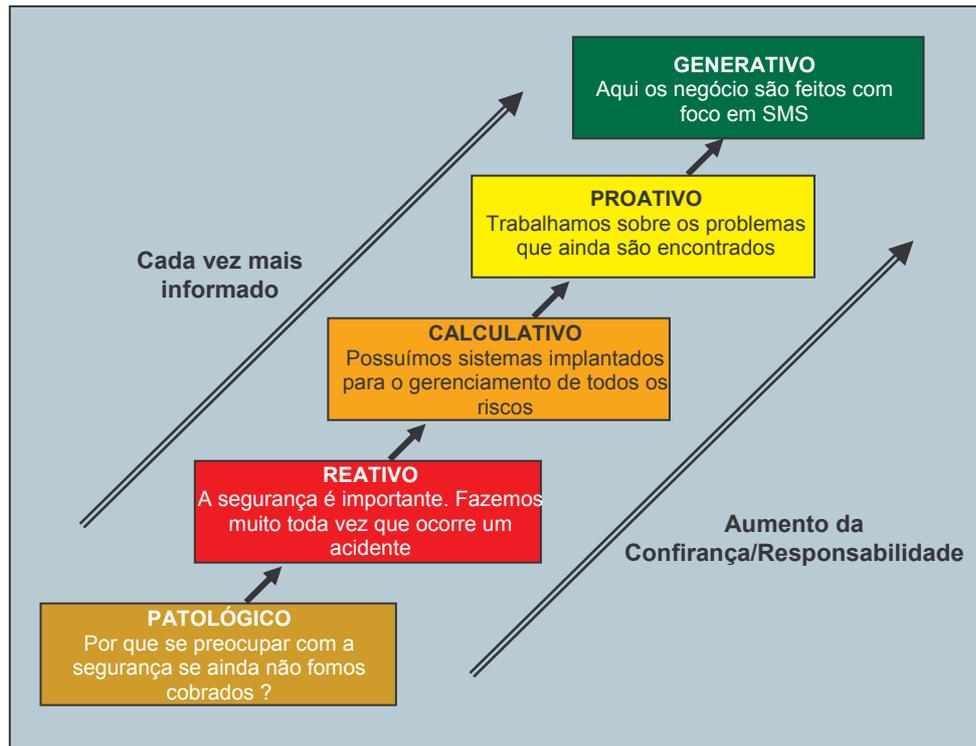 GENERATIVO
Aqui os negócio são feitos com
foco em SMS
PROATIVO
Trabalhamos sobre os problemas
que ainda são encontrados
Cada vez mais
informado
CALCULATIVO
Possuímos sistemas implantados
para o gerenciamento de todos os
riscos
REATIVO
A segurança é importante. Fazemos
muito toda vez que ocorre um
acidente
Aumento da
Confirança/Responsabilidade
PATOLÓGICO
Por que se preocupar com a
segurança se ainda não fomos
cobrados ?